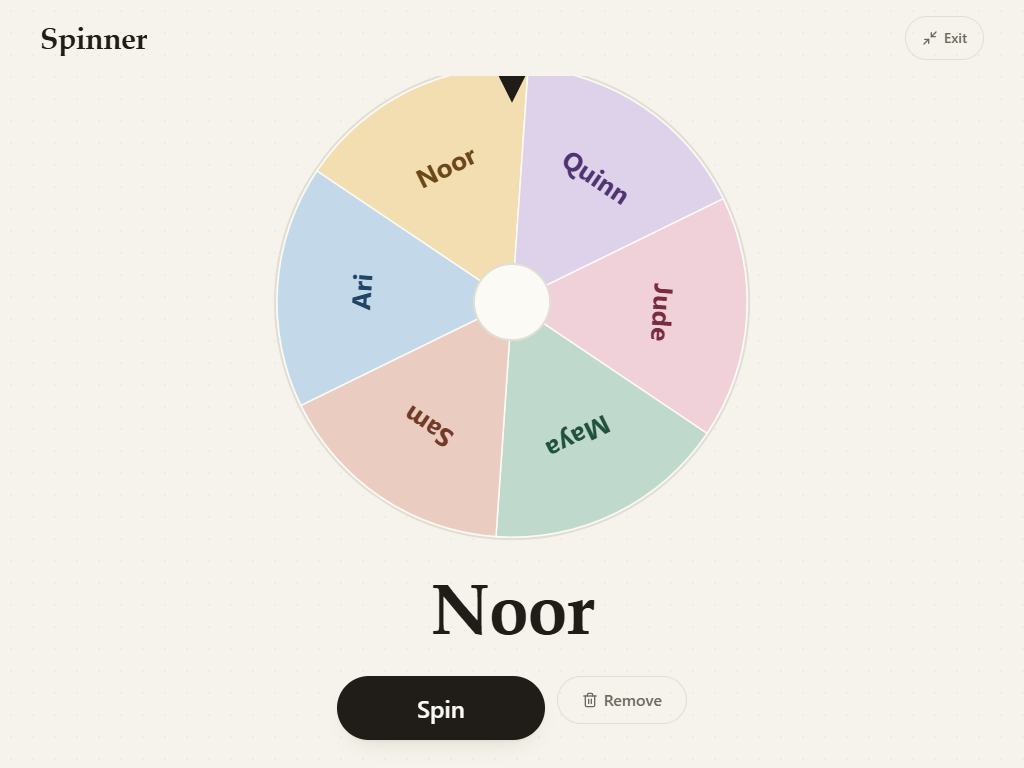 Spinner
Exit
Noor
Quinn
Ari
Jude
Sam
Maya
Noor
Spin
Remove